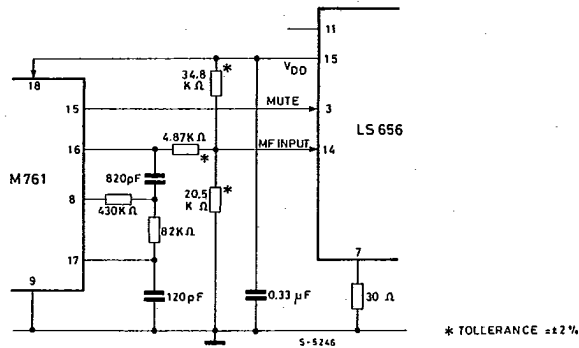 11
V_DD
15
18
34.8
KΩ
*
15
MUTE
3
LS 656
4.87KΩ
16
*
MF INPUT
14
M761
820pF
20.5
KΩ
*
8
430KΩ
82KΩ
17
7
9
120pF
0.33 µF
30 Ω
S-5246
* TOLLERANCE = ±2%